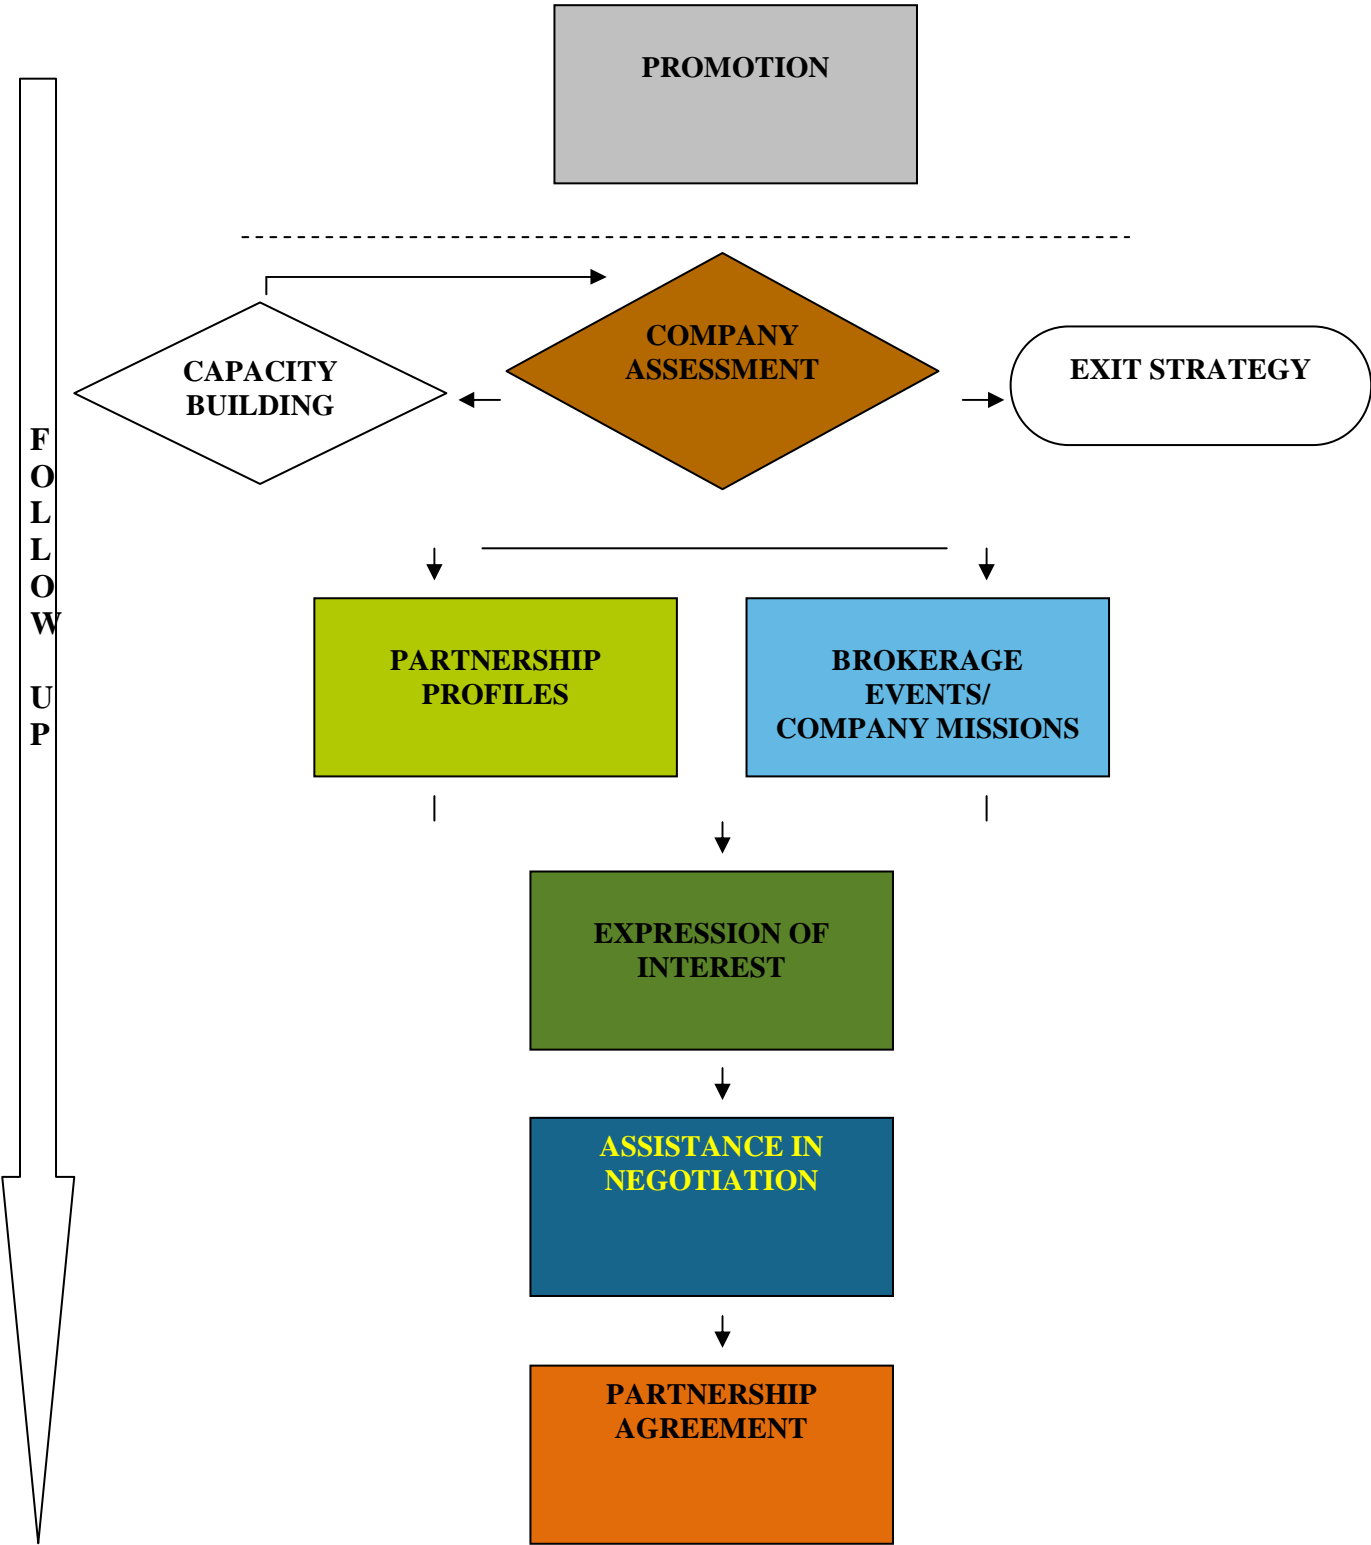 PROMOTION
COMPANY
ASSESSMENT
CAPACITY
BUILDING
EXIT STRATEGY
F
O
L
L
O
W
U
P
PARTNERSHIP
PROFILES
BROKERAGE
EVENTS/
COMPANY MISSIONS
EXPRESSION OF
INTEREST
ASSISTANCE IN
NEGOTIATION
PARTNERSHIP
AGREEMENT